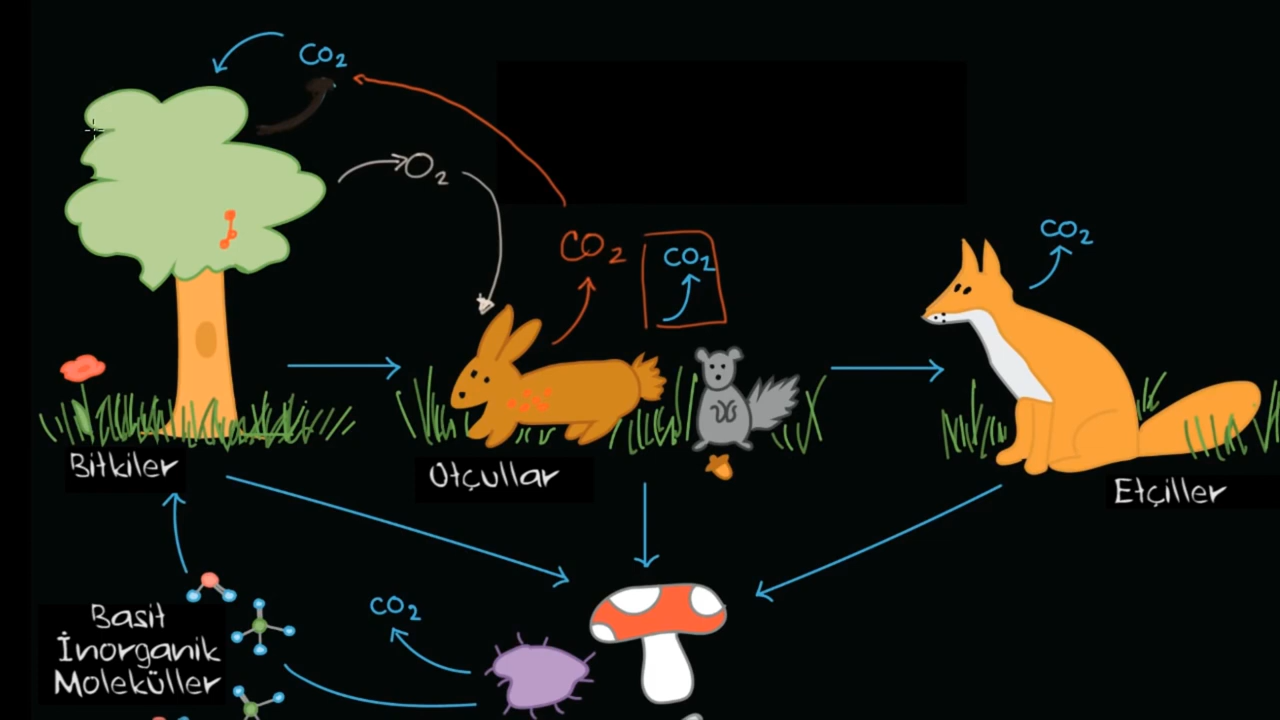 CO2
O2
CO2
CO2
CO2
Bitkiler
Otçullar
Etçiller
Basit
İnorganik
Moleküller
CO2